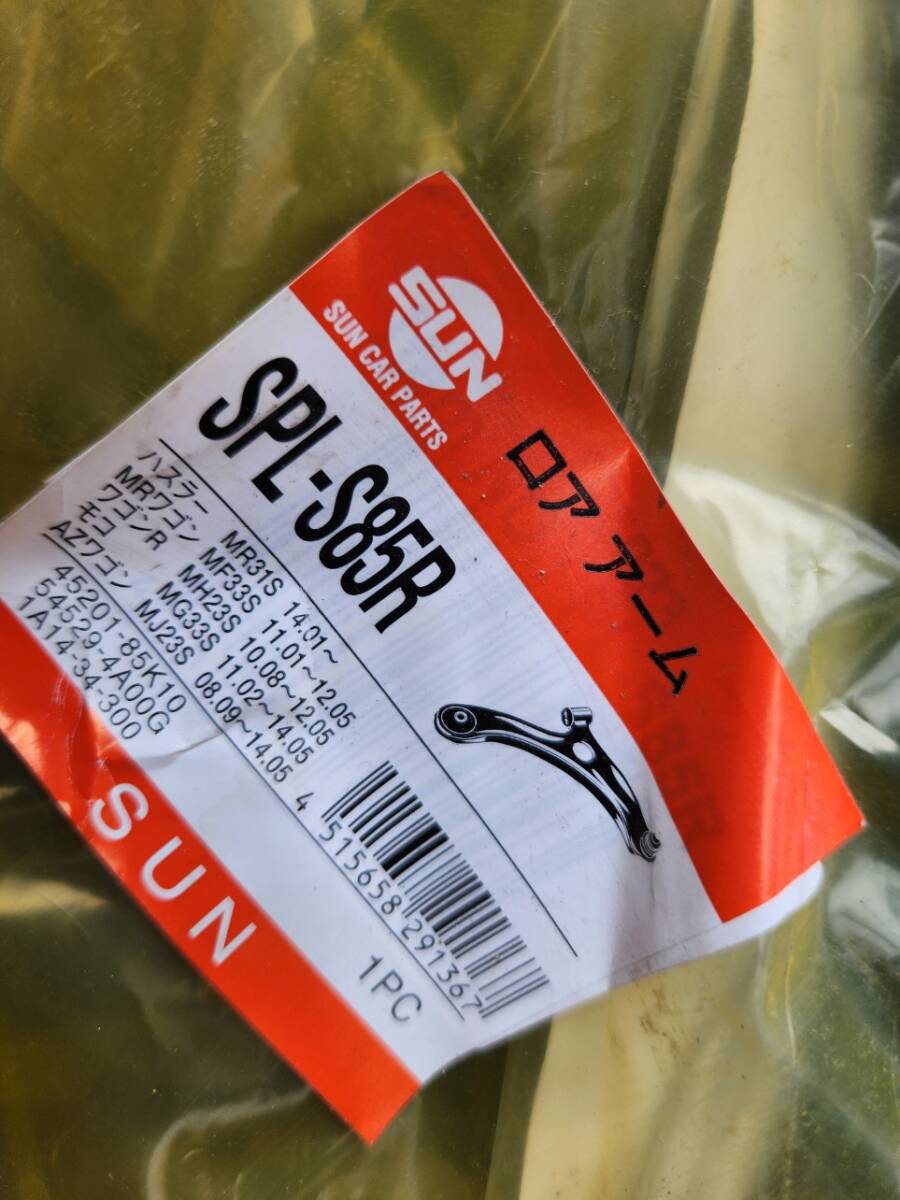 SUN
SUN CAR PARTS
ロアアーム
SPL-S85R
ハスラー MR31S 14.01~
MRワゴン MF33S 11.01~12.05
ワゴンR MH23S 10.08~12.05
モコ MG33S 11.02~14.05
AZワゴン MJ23S 08.09~14.05
45201-85K10
54529-4A00G
1A14-34-300
4 515658 291367
1PC
SUN